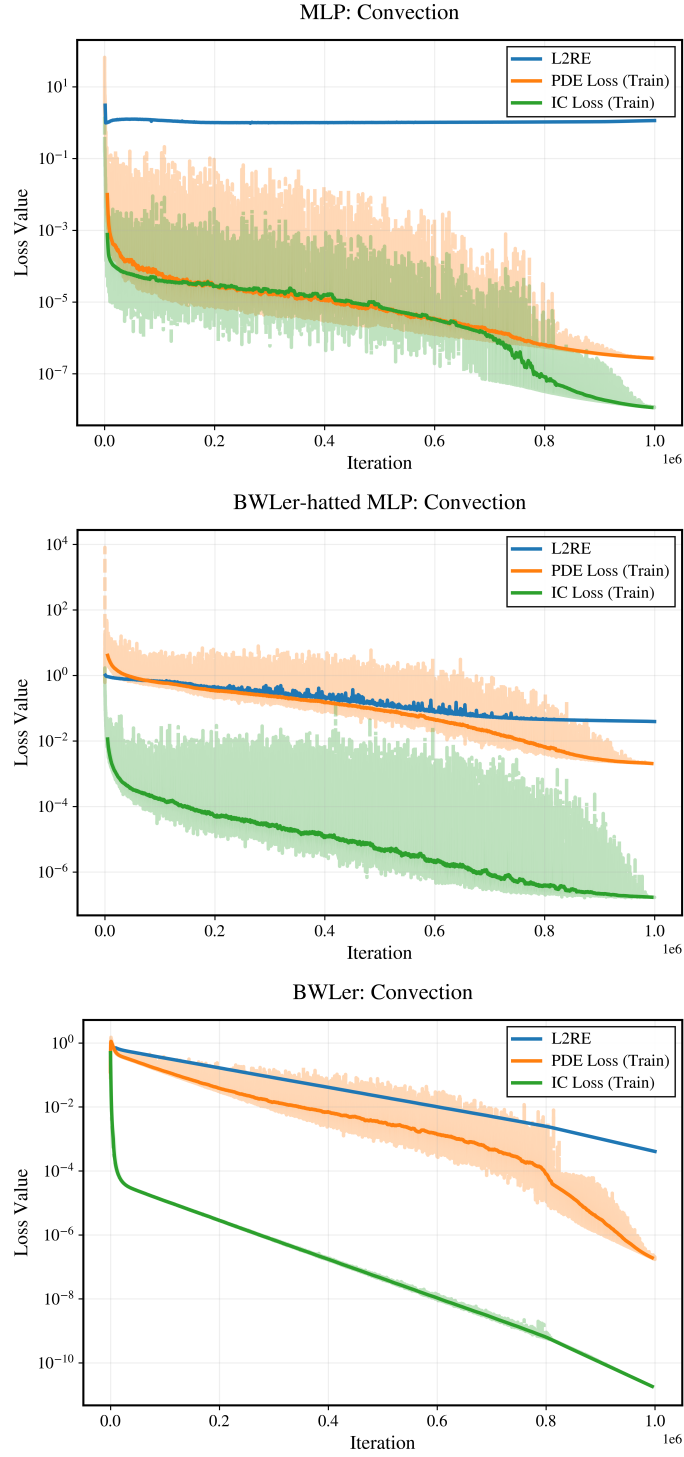 MLP: Convection
L2RE
PDE Loss (Train)
IC Loss (Train)
Loss Value
10¹
10⁻¹
10⁻³
10⁻⁵
10⁻⁷
0.0 0.2 0.4 0.6 0.8 1.0
Iteration
1e6
BWLer-hatted MLP: Convection
L2RE
PDE Loss (Train)
IC Loss (Train)
Loss Value
10⁴
10²
10⁰
10⁻²
10⁻⁴
10⁻⁶
0.0 0.2 0.4 0.6 0.8 1.0
Iteration
1e6
BWLer: Convection
L2RE
PDE Loss (Train)
IC Loss (Train)
Loss Value
10⁰
10⁻²
10⁻⁴
10⁻⁶
10⁻⁸
10⁻¹⁰
0.0 0.2 0.4 0.6 0.8 1.0
Iteration
1e6